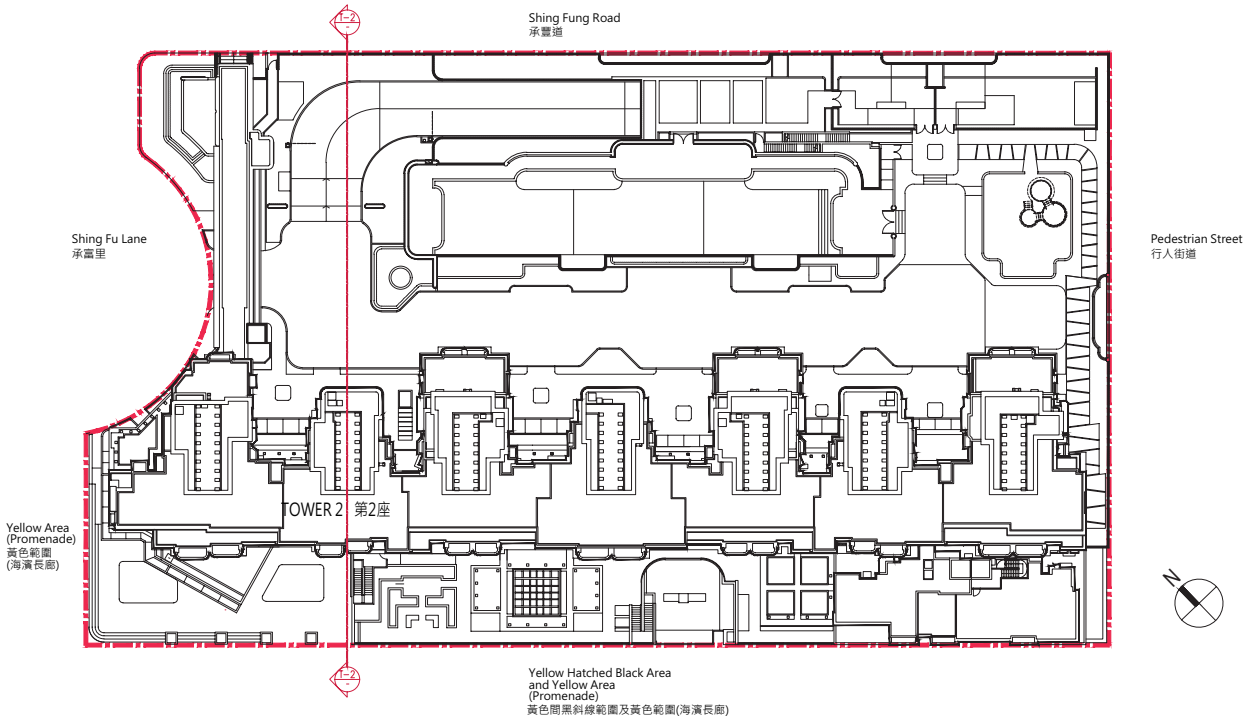 T-2
-
Shing Fung Road
承豐道
Shing Fu Lane
承富里
Pedestrian Street
行人街道
TOWER 2 第2座
Yellow Area
(Promenade)
黃色範圍
(海濱長廊)
N
T-2
-
Yellow Hatched Black Area
and Yellow Area
(Promenade)
黃色間黑斜線範圍及黃色範圍(海濱長廊)